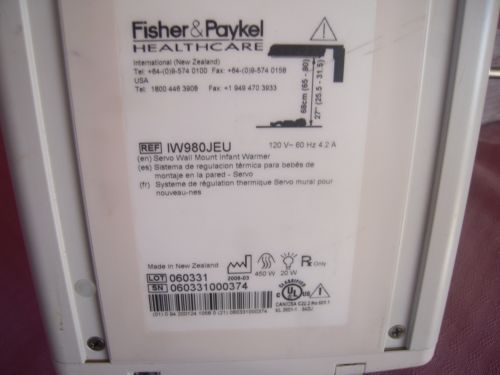 Fisher&Paykel
HEALTHCARE
International (New Zealand)
Tel: +64-(0)9-574 0100 Fax: +64-(0)9-574 0158
USA
Tel: 1800 446 3908 Fax: +1 949 470 3933
68cm (65 - 80)
27" (25.5 - 31.5)
REF IW980JEU
120 V~ 60 Hz 4.2 A
(en) Servo Wall Mount Infant Warmer
(es) Sistema de regulacion térmica para bebés de
montaje en la pared - Servo
(fr) Systeme de régulation thermique Servo mural pour
nouveau-nes
Made in New Zealand
2006-03
450 W
20 W
Rx Only
LOT 060331
SN 060331000374
CLASSIFIED
C UL US